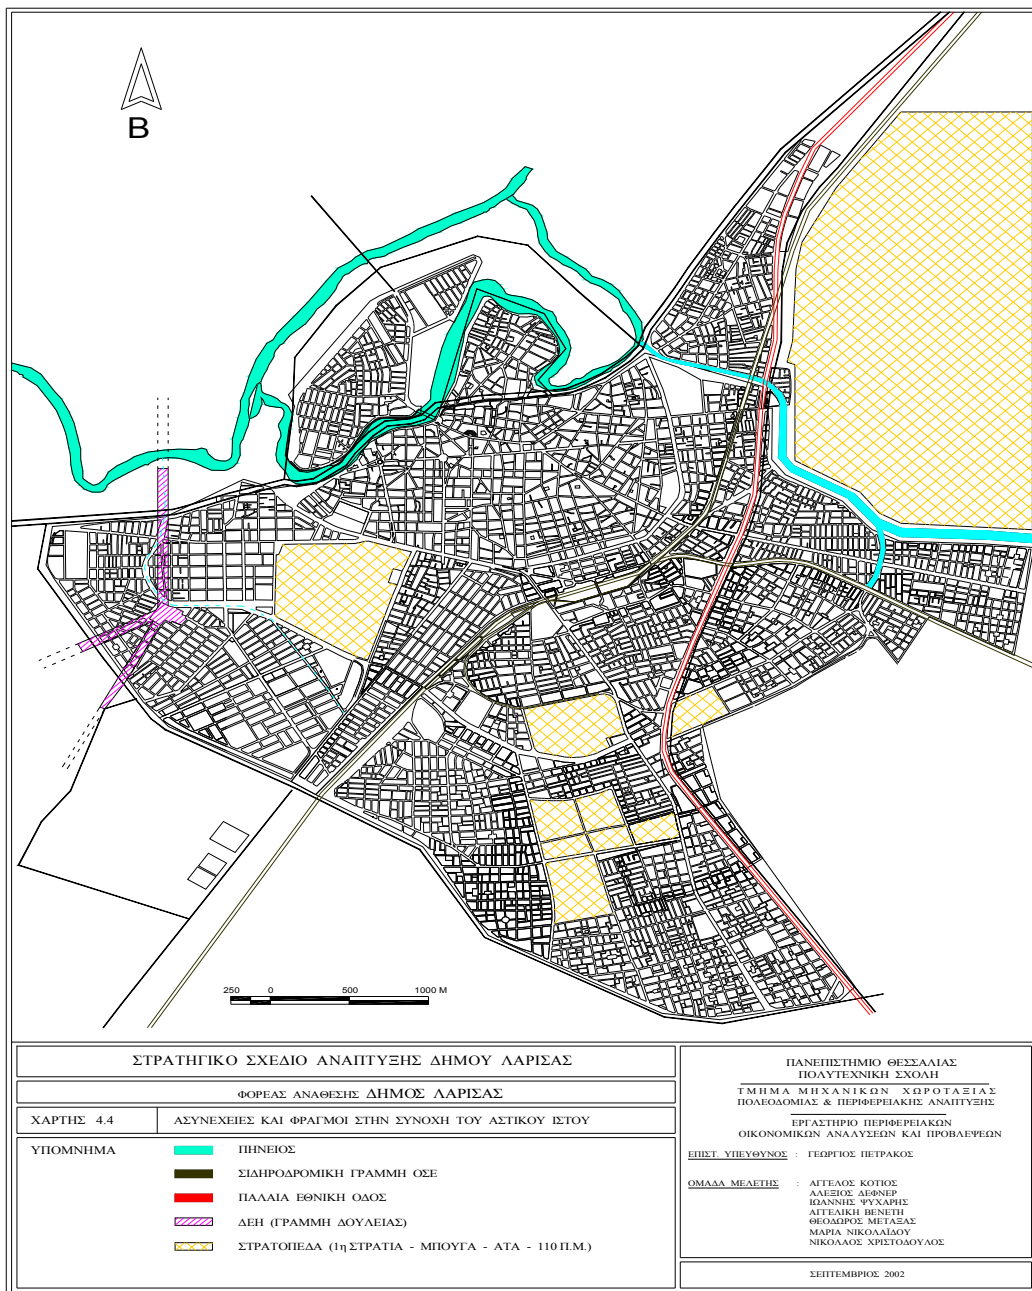 B
250 0 500 1000 M
ΣΤΡΑΤΗΓΙΚΟ ΣΧΕΔΙΟ ΑΝΑΠΤΥΞΗΣ ΔΗΜΟΥ ΛΑΡΙΣΑΣ
ΦΟΡΕΑΣ ΑΝΑΘΕΣΗΣ ΔΗΜΟΣ ΛΑΡΙΣΑΣ
ΧΑΡΤΗΣ 4.4
ΑΣΥΝΕΧΕΙΕΣ ΚΑΙ ΦΡΑΓΜΟΙ ΣΤΗΝ ΣΥΝΟΧΗ ΤΟΥ ΑΣΤΙΚΟΥ ΙΣΤΟΥ
ΥΠΟΜΝΗΜΑ
ΠΗΝΕΙΟΣ
ΣΙΔΗΡΟΔΡΟΜΙΚΗ ΓΡΑΜΜΗ ΟΣΕ
ΠΑΛΑΙΑ ΕΘΝΙΚΗ ΟΔΟΣ
ΔΕΗ (ΓΡΑΜΜΗ ΔΟΥΛΕΙΑΣ)
ΣΤΡΑΤΟΠΕΔΑ (1η ΣΤΡΑΤΙΑ - ΜΠΟΥΓΑ - ΑΤΑ - 110 Π.Μ.)
ΠΑΝΕΠΙΣΤΗΜΙΟ ΘΕΣΣΑΛΙΑΣ
ΠΟΛΥΤΕΧΝΙΚΗ ΣΧΟΛΗ
ΤΜΗΜΑ ΜΗΧΑΝΙΚΩΝ ΧΩΡΟΤΑΞΙΑΣ
ΠΟΛΕΟΔΟΜΙΑΣ & ΠΕΡΙΦΕΡΕΙΑΚΗΣ ΑΝΑΠΤΥΞΗΣ
ΕΡΓΑΣΤΗΡΙΟ ΠΕΡΙΦΕΡΕΙΑΚΩΝ
ΟΙΚΟΝΟΜΙΚΩΝ ΑΝΑΛΥΣΕΩΝ ΚΑΙ ΠΡΟΒΛΕΨΕΩΝ
ΕΠΙΣΤ. ΥΠΕΥΘΥΝΟΣ : ΓΕΩΡΓΙΟΣ ΠΕΤΡΑΚΟΣ
ΟΜΑΔΑ ΜΕΛΕΤΗΣ : ΑΓΓΕΛΟΣ ΚΟΤΙΟΣ
ΑΛΕΞΙΟΣ ΔΕΦΝΕΡ
ΙΩΑΝΝΗΣ ΨΥΧΑΡΗΣ
ΑΓΓΕΛΙΚΗ ΒΕΝΕΤΗ
ΘΕΟΔΩΡΟΣ ΜΕΤΑΞΑΣ
ΜΑΡΙΑ ΝΙΚΟΛΑΪΔΟΥ
ΝΙΚΟΛΑΟΣ ΧΡΙΣΤΟΔΟΥΛΟΣ
ΣΕΠΤΕΜΒΡΙΟΣ 2002